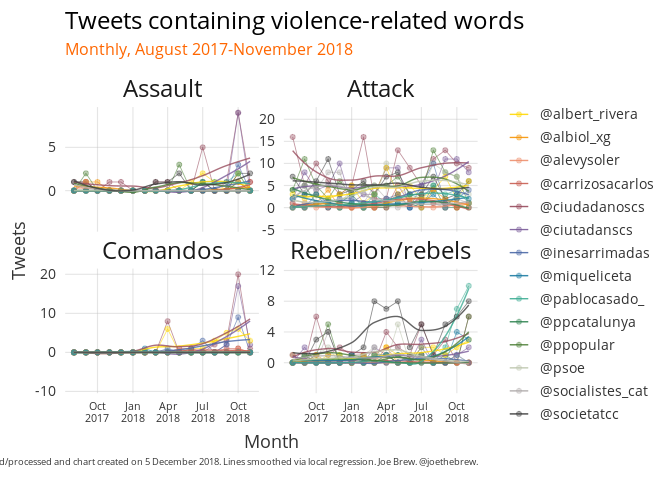 Tweets containing violence-related words
Monthly, August 2017-November 2018
Assault
Attack
5
0
20
15
10
5
0
-5
Comandos
Rebellion/rebels
20
10
0
-10
12
8
4
0
Oct 2017
Jan 2018
Apr 2018
Jul 2018
Oct 2018
Oct 2017
Jan 2018
Apr 2018
Jul 2018
Oct 2018
Tweets
Month
@albert_rivera
@albiol_xg
@alevysoler
@carrizosacarlos
@ciudadanoscs
@ciutadanscs
@inesarrimadas
@miqueliceta
@pablocasado_
@ppcatalunya
@ppopular
@psoe
@socialistes_cat
@societatcc
d/processed and chart created on 5 December 2018. Lines smoothed via local regression. Joe Brew. @joethebrew.